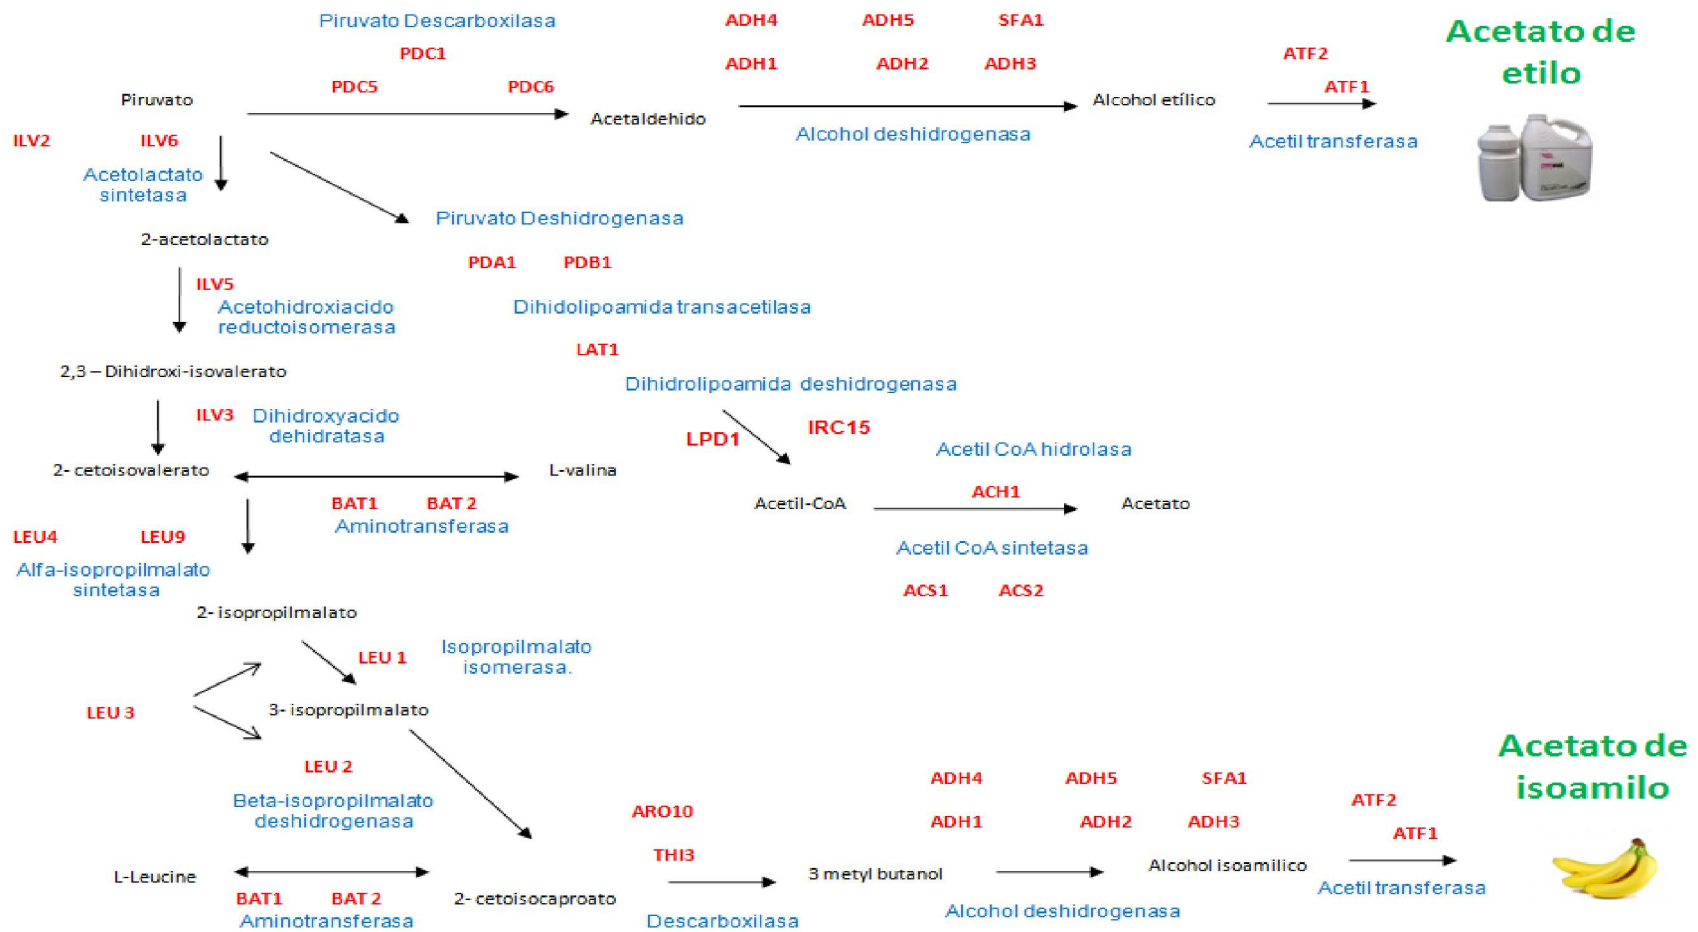 Piruvato Descarboxilasa
PDC1
PDC5
PDC6
ADH4
ADH5
SFA1
ADH1
ADH2
ADH3
ATF2
ATF1
Acetato de
etilo
Piruvato
Acetaldehido
Alcohol deshidrogenasa
Alcohol etílico
Acetil transferasa
ILV2
ILV6
Acetolactato
sintetasa
Piruvato Deshidrogenasa
2-acetolactato
PDA1
PDB1
ILV5
Acetohidroxiacido
reductoisomerasa
Dihidolipoamida transacetilasa
LAT1
2,3 – Dihidroxi-isovalerato
Dihidrolipoamida deshidrogenasa
ILV3
Dihidroxyacido
dehidratasa
LPD1
IRC15
Acetil CoA hidrolasa
2- cetoisovalerato
L-valina
BAT1
BAT 2
Aminotransferasa
Acetil-CoA
ACH1
Acetato
Acetil CoA sintetasa
ACS1
ACS2
LEU4
LEU9
Alfa-isopropilmalato
sintetasa
2- isopropilmalato
LEU 1
Isopropilmalato
isomerasa.
LEU 3
3- isopropilmalato
LEU 2
Beta-isopropilmalato
deshidrogenasa
ARO10
THI3
ADH4
ADH5
SFA1
ADH1
ADH2
ADH3
ATF2
ATF1
Acetato de
isoamilo
L-Leucine
BAT1
BAT 2
Aminotransferasa
2- cetoisocaproato
Descarboxilasa
3 metyl butanol
Alcohol deshidrogenasa
Alcohol isoamilico
Acetil transferasa